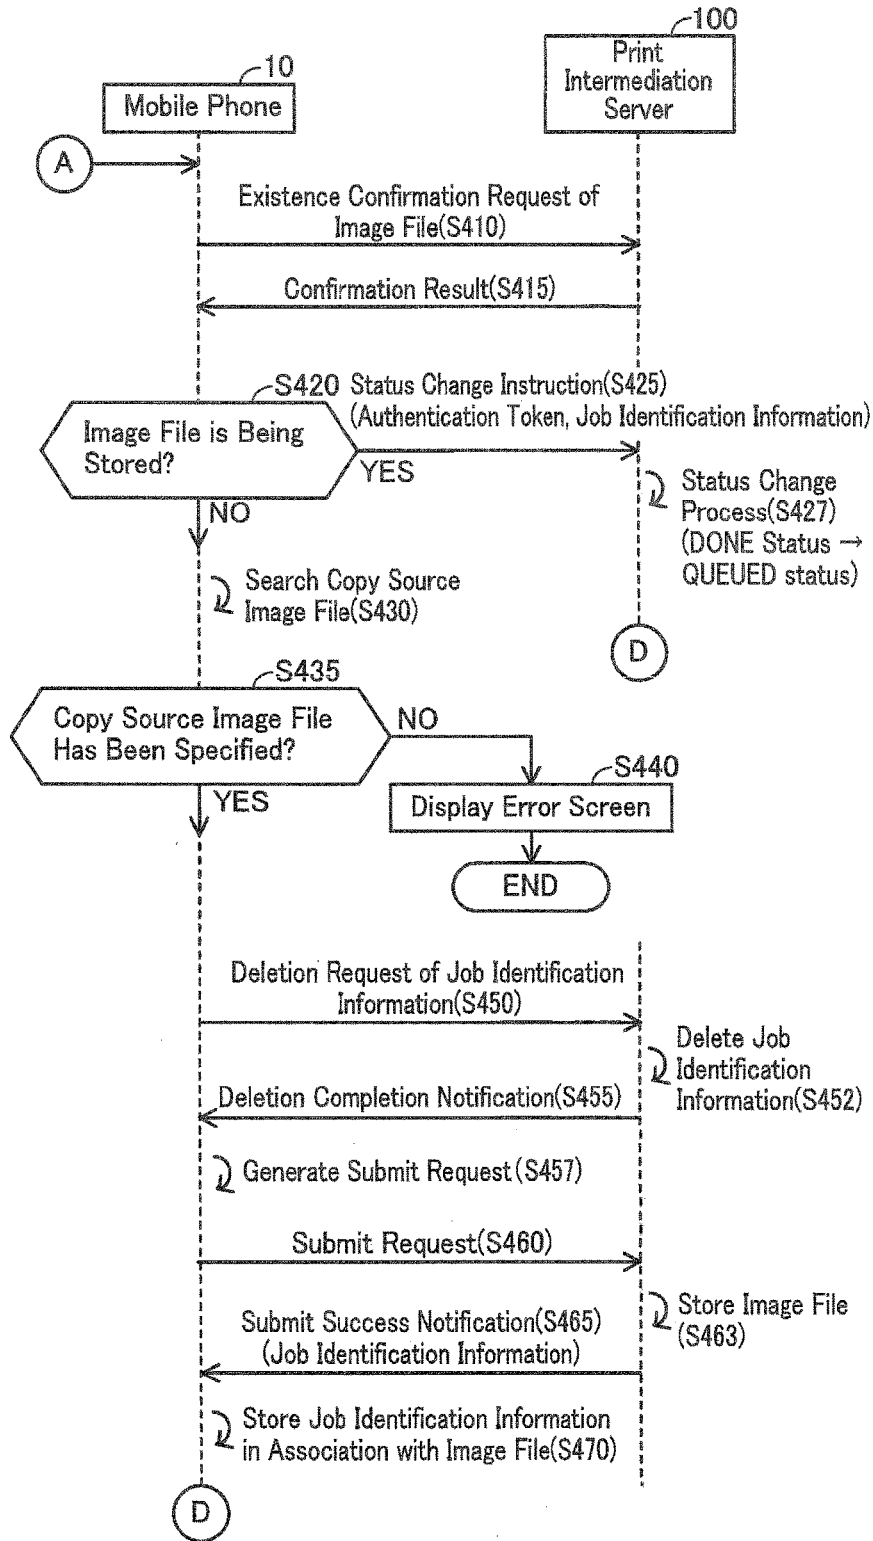 100
Print
Intermediation
Server
10
Mobile Phone
A
Existence Confirmation Request of
Image File(S410)
Confirmation Result(S415)
S420
Status Change Instruction(S425)
(Authentication Token, Job Identification Information)
Image File is Being
Stored?
YES
NO
Status Change
Process(S427)
(DONE Status →
QUEUED status)
Search Copy Source
Image File(S430)
D
S435
Copy Source Image File
Has Been Specified?
NO
YES
S440
Display Error Screen
END
Deletion Request of Job Identification
Information(S450)
Delete Job
Identification
Information(S452)
Deletion Completion Notification(S455)
Generate Submit Request(S457)
Submit Request(S460)
Store Image File
(S463)
Submit Success Notification(S465)
(Job Identification Information)
Store Job Identification Information
in Association with Image File(S470)
D